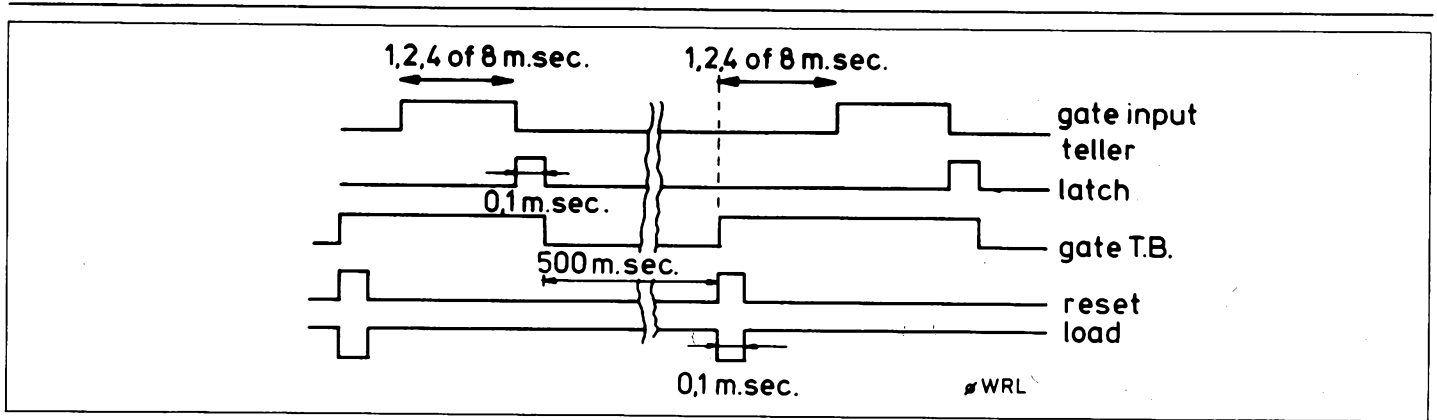 1,2,4 of 8 m.sec. 1,2,4 of 8 m.sec.
gate input
teller
latch
0,1 m.sec.
gate T.B.
500 m.sec.
reset
load
0,1 m.sec.
øWRL